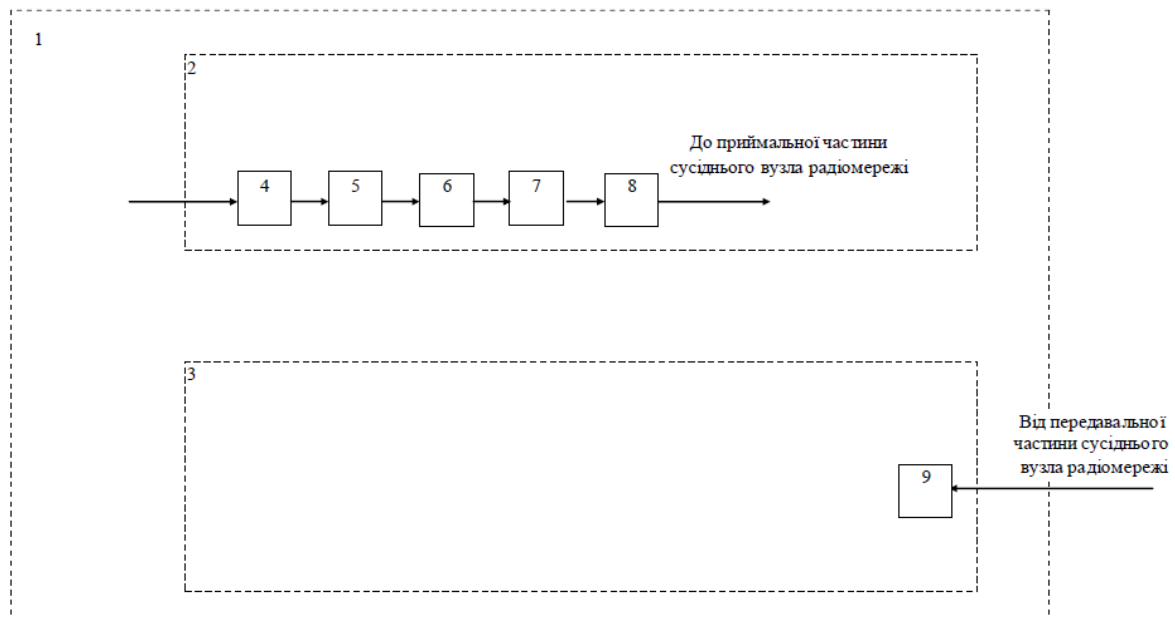 1
2
До приймальної частини
сусіднього вузла радіомережі
4 5 6 7 8
3
Від передавальної
частини сусіднього
вузла радіомережі
9